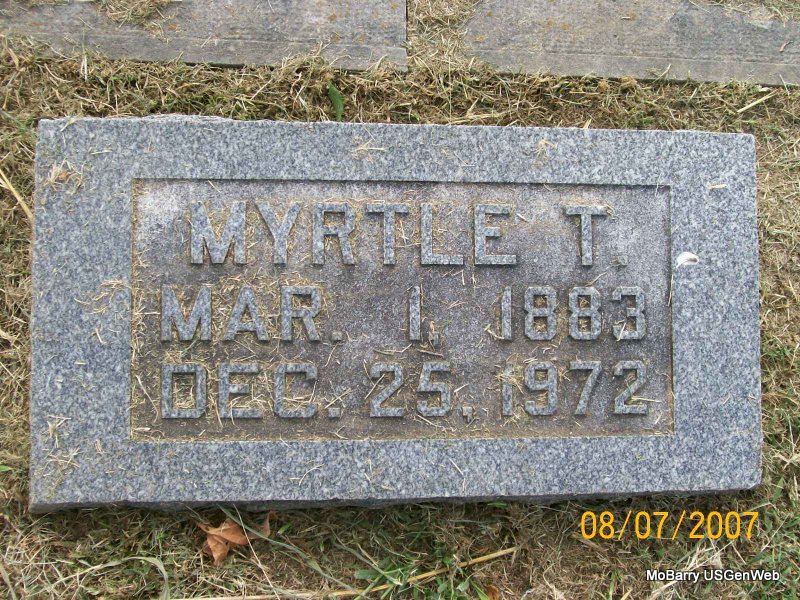 MYRTLE T.
MAR. 1, 1883
DEC. 25, 1972
08/07/2007
MoBarry USGenWeb